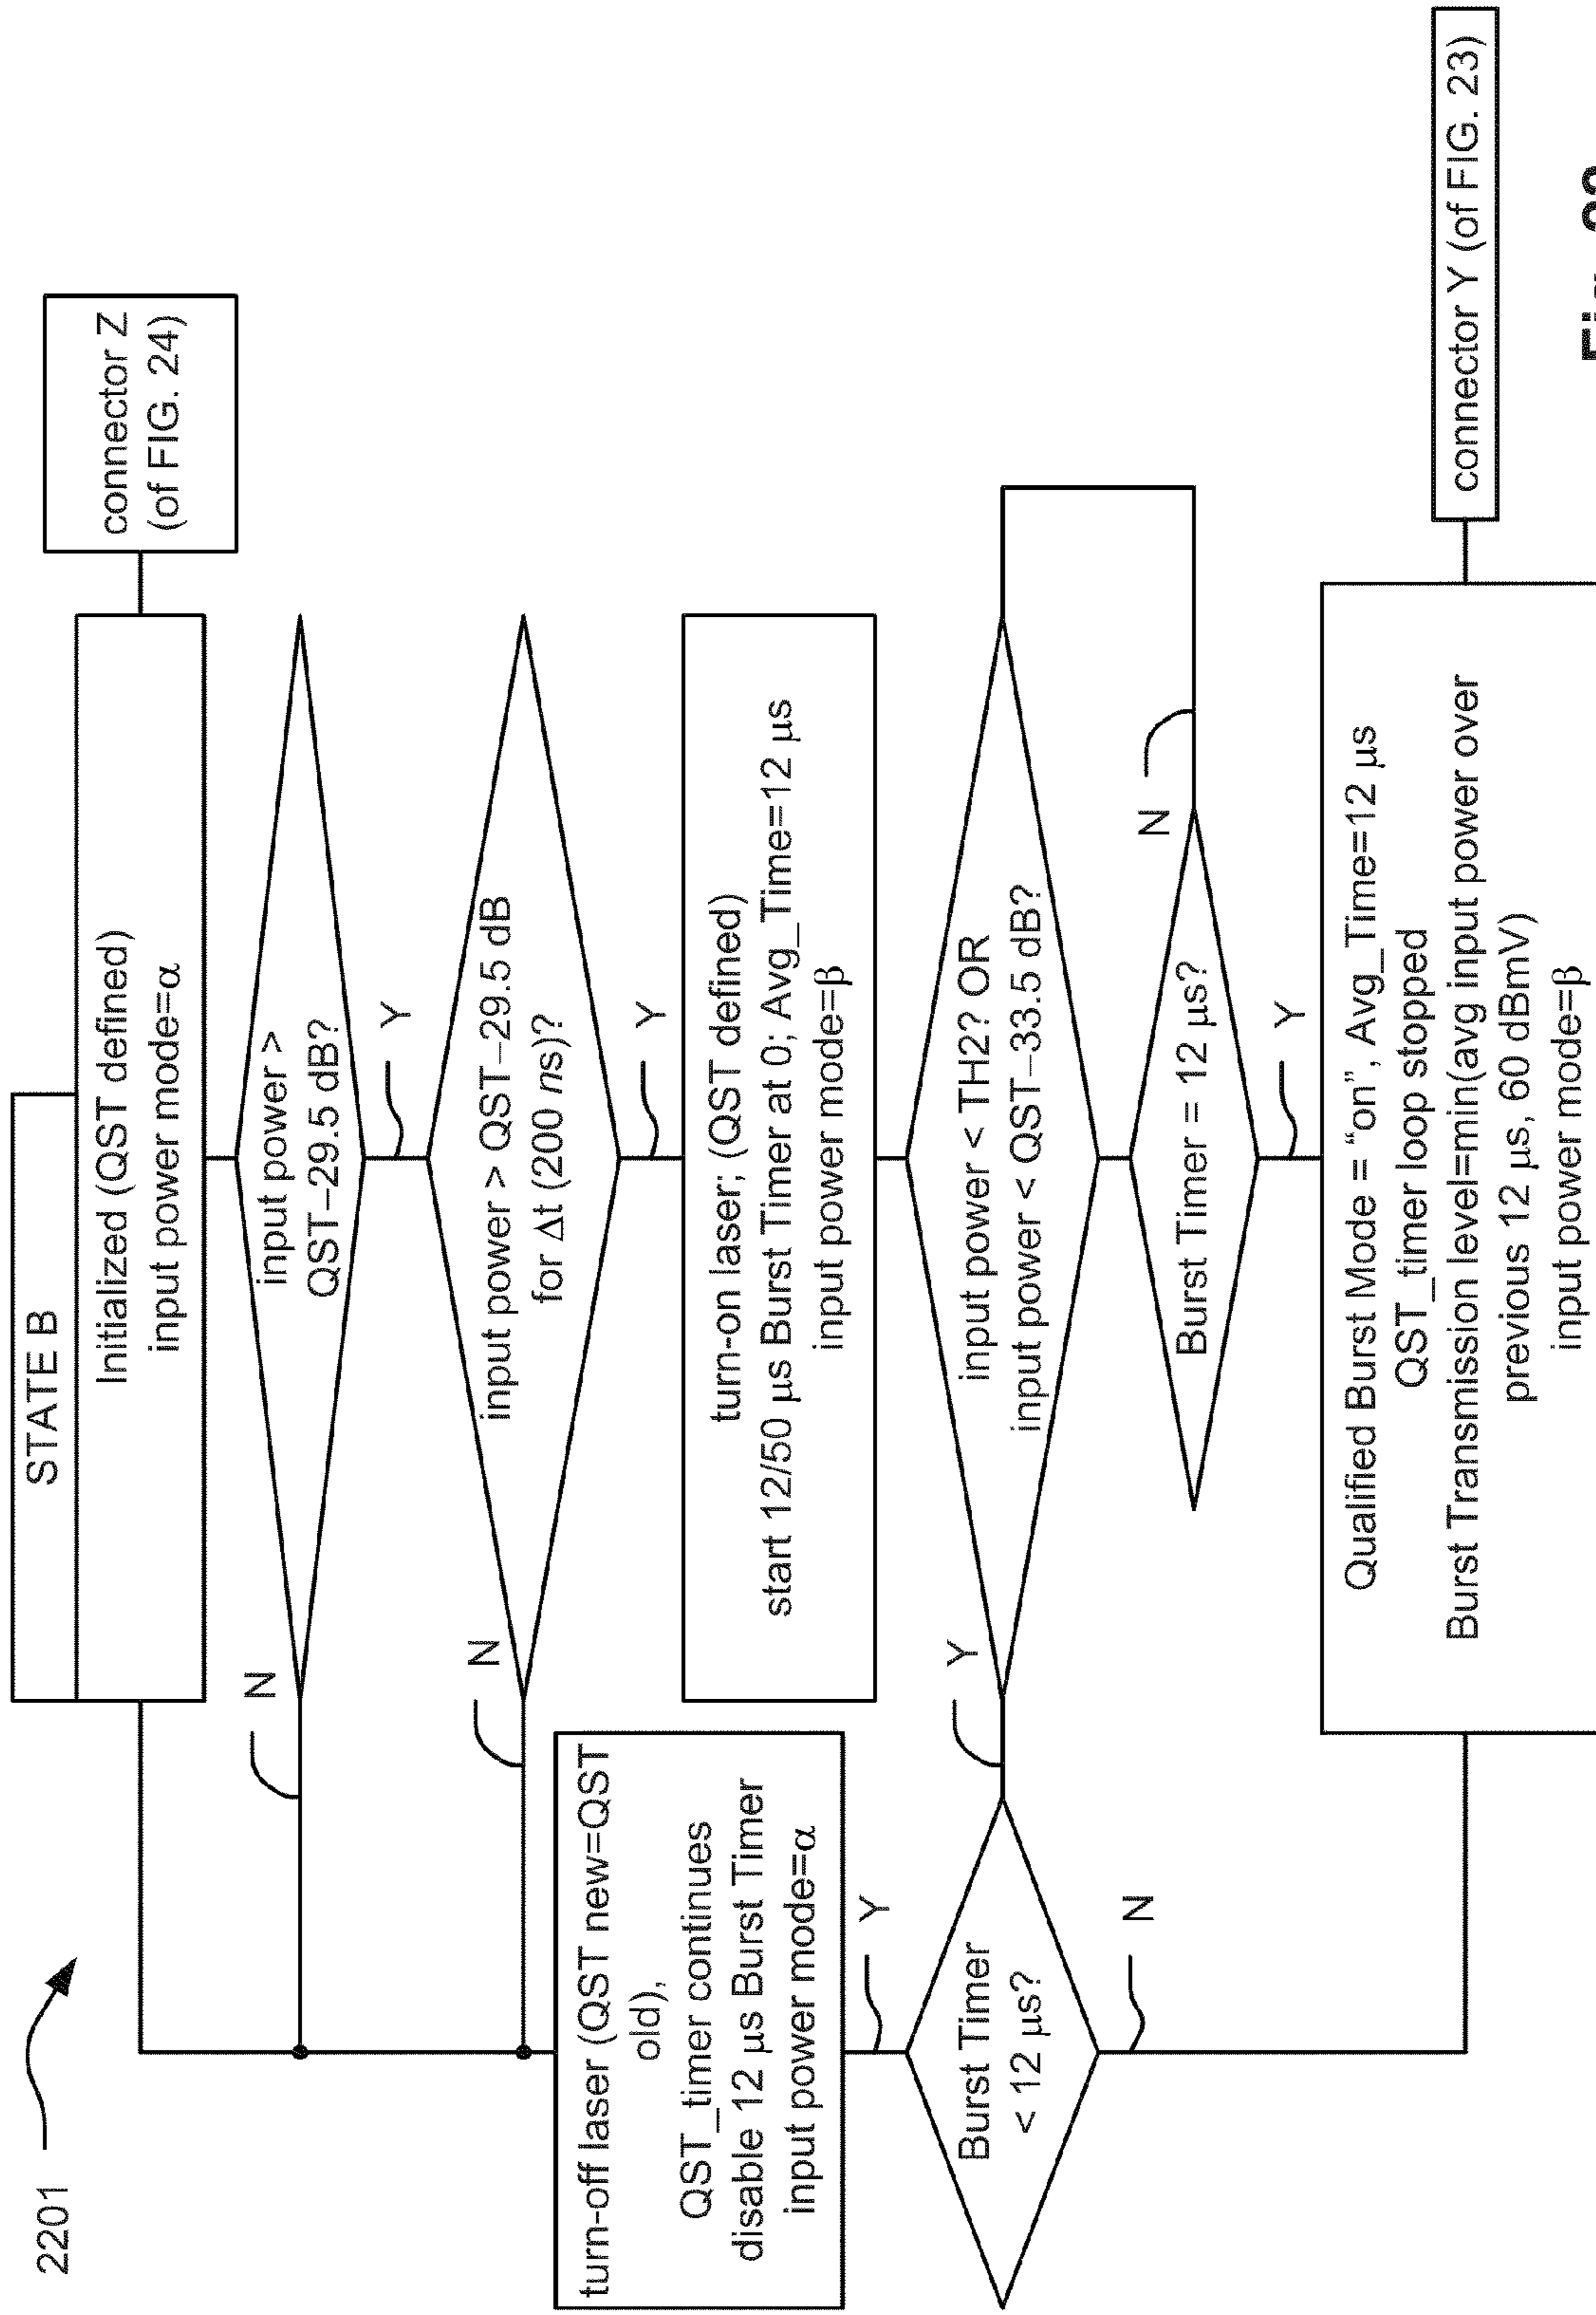 2201
STATE B
Initialized (QST defined)
input power mode=α
connector Z
(of FIG. 24)
N
input power >
QST−29.5 dB?
Y
N
input power > QST−29.5 dB
for Δt (200 ns)?
Y
turn-off laser (QST new=QST
old),
QST_timer continues
disable 12 μs Burst Timer
input power mode=α
turn-on laser; (QST defined)
start 12/50 μs Burst Timer at 0; Avg_Time=12 μs
input power mode=β
Y
Y
input power < TH2? OR
input power < QST−33.5 dB?
Burst Timer
< 12 μs?
N
N
Burst Timer = 12 μs?
Y
Qualified Burst Mode = “on”, Avg_Time=12 μs
QST_timer loop stopped
Burst Transmission level=min(avg input power over
previous 12 μs, 60 dBmV)
input power mode=β
connector Y (of FIG. 23)